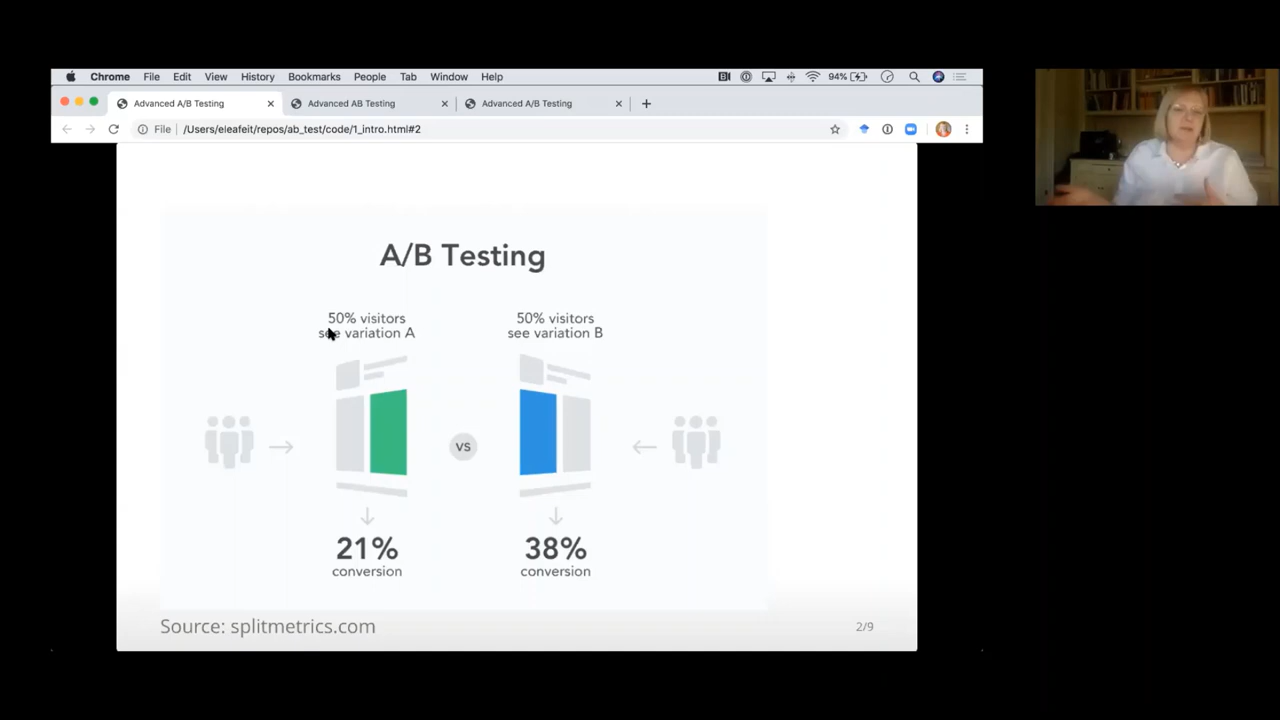 Chrome File Edit View History Bookmarks People Tab Window Help 94%
Advanced A/B Testing Advanced AB Testing Advanced A/B Testing
File /Users/eleafeit/repos/ab_test/code/1_intro.html#2
A/B Testing
50% visitors
see variation A
50% visitors
see variation B
VS
21%
conversion
38%
conversion
Source: splitmetrics.com
2/9